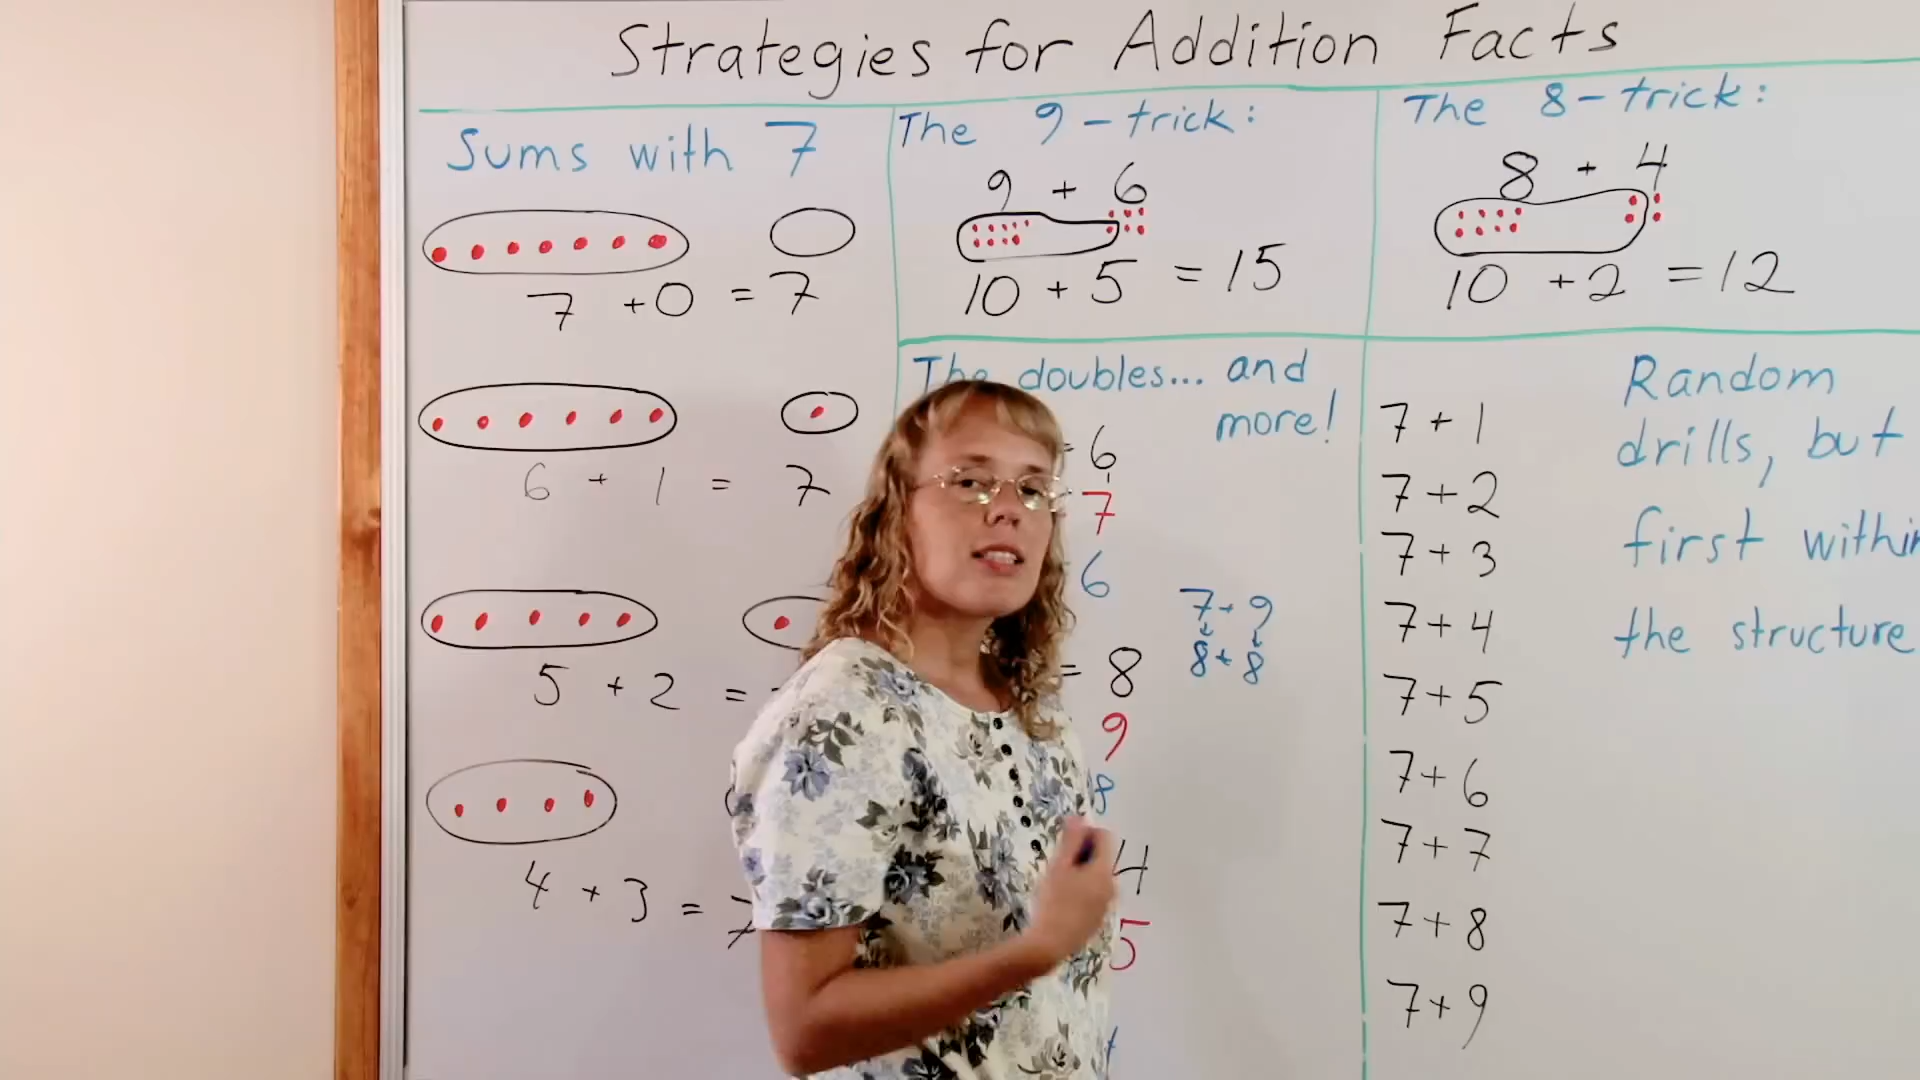 Strategies for Addition Facts
Sums with 7
7 + 0 = 7
6 + 1 = 7
5 + 2 =
4 + 3 = 7
The 9-trick:
9 + 6
10 + 5 = 15
The 8-trick:
8 + 4
10 + 2 = 12
The doubles... and
more!
= 6
7
6
7 + 9
8 + 8
= 8
9
8
4
5
7 + 1
7 + 2
7 + 3
7 + 4
7 + 5
7 + 6
7 + 7
7 + 8
7 + 9
Random
drills, but
first within
the structure